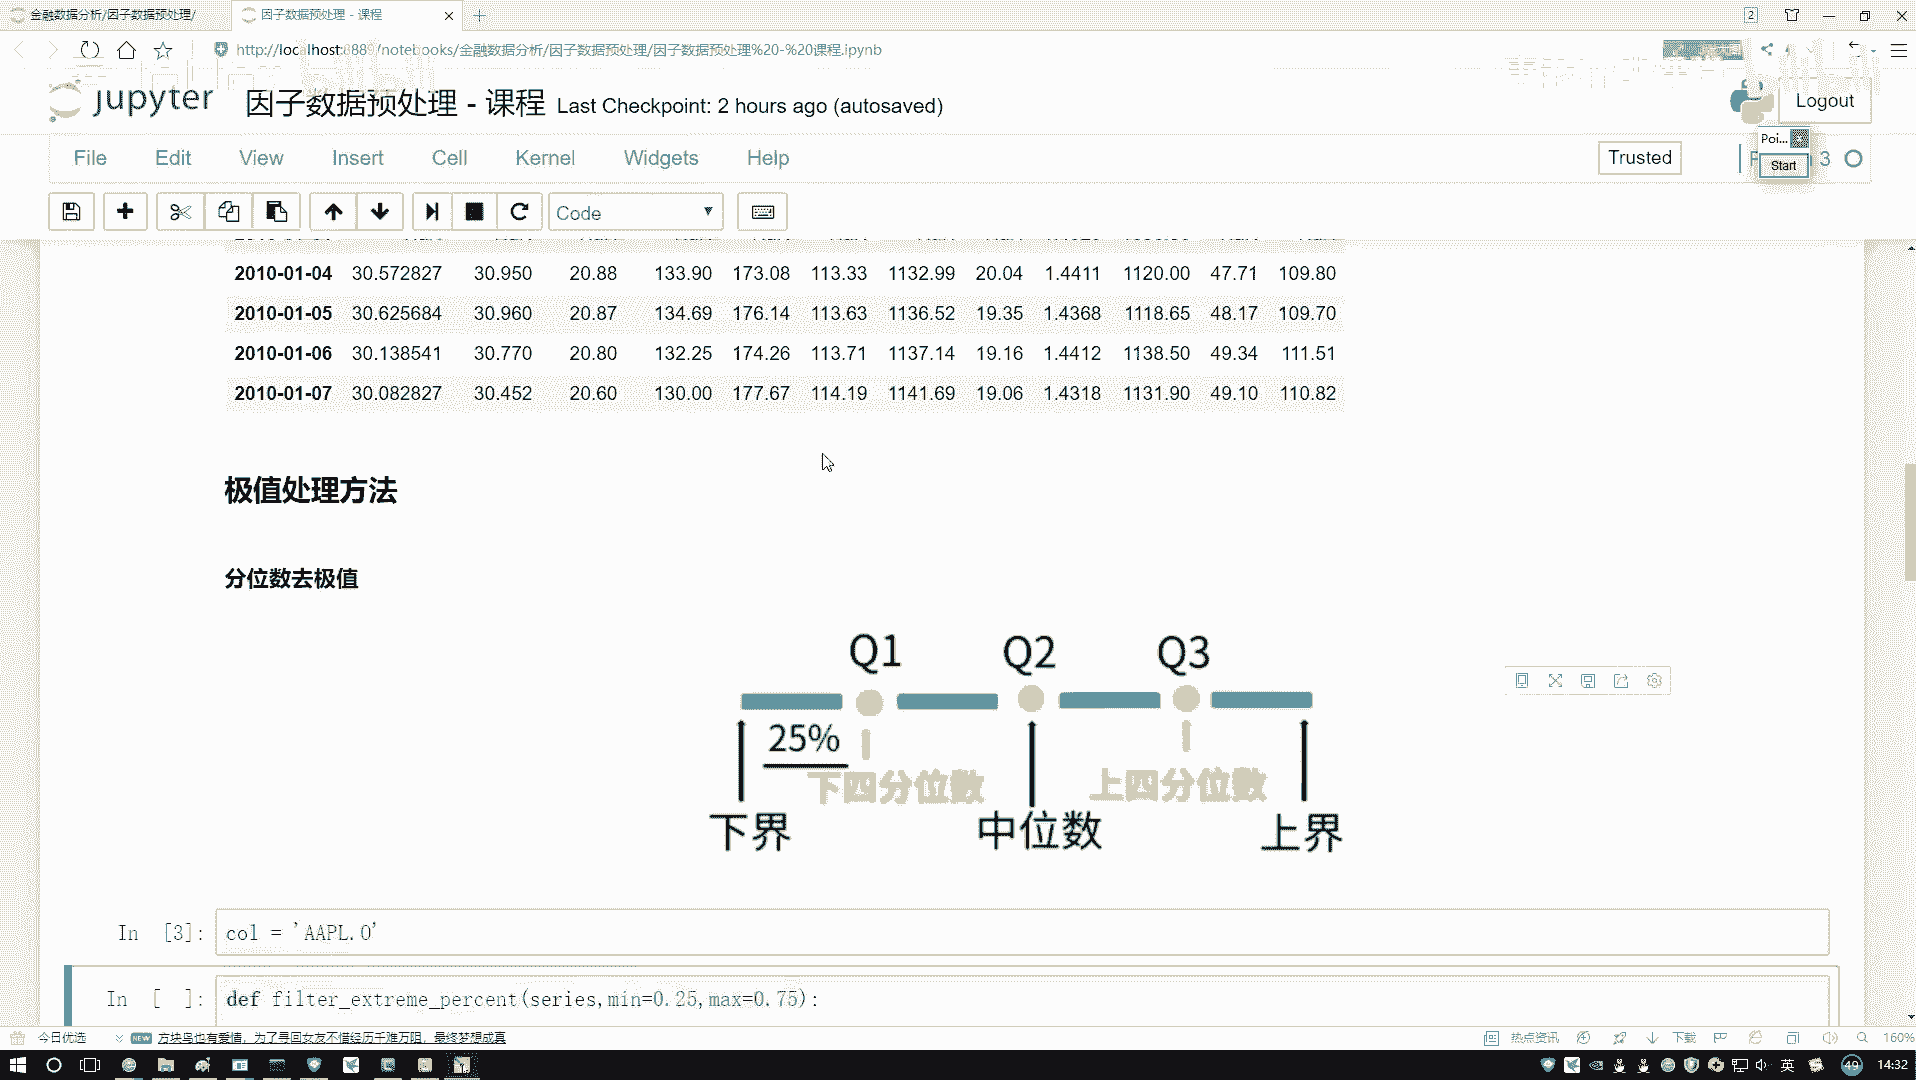 金融数据分析/因子数据预处理/
因子数据预处理 - 课程
2
http://localhost:8889/notebooks/金融数据分析/因子数据预处理/因子数据预处理%20-%20课程.ipynb
jupyter 因子数据预处理 - 课程 Last Checkpoint: 2 hours ago (autosaved)
Logout
Poi...
Start
File Edit View Insert Cell Kernel Widgets Help
Trusted
3
Code
2010-01-04 30.572827 30.950 20.88 133.90 173.08 113.33 1132.99 20.04 1.4411 1120.00 47.71 109.80
2010-01-05 30.625684 30.960 20.87 134.69 176.14 113.63 1136.52 19.35 1.4368 1118.65 48.17 109.70
2010-01-06 30.138541 30.770 20.80 132.25 174.26 113.71 1137.14 19.16 1.4412 1138.50 49.34 111.51
2010-01-07 30.082827 30.452 20.60 130.00 177.67 114.19 1141.69 19.06 1.4318 1131.90 49.10 110.82
极值处理方法
分位数去极值
Q1 Q2 Q3
25%
下四分位数 上四分位数
下界 中位数 上界
In [3]: col = 'AAPL.O'
In [ ]: def filter_extreme_percent(series,min=0.25,max=0.75):
今日优选 NEW 方块鸟也有爱情，为了寻回女友不惜经历千难万阻，最终梦想成真
热点资讯 下载 160%
英 49 14:32